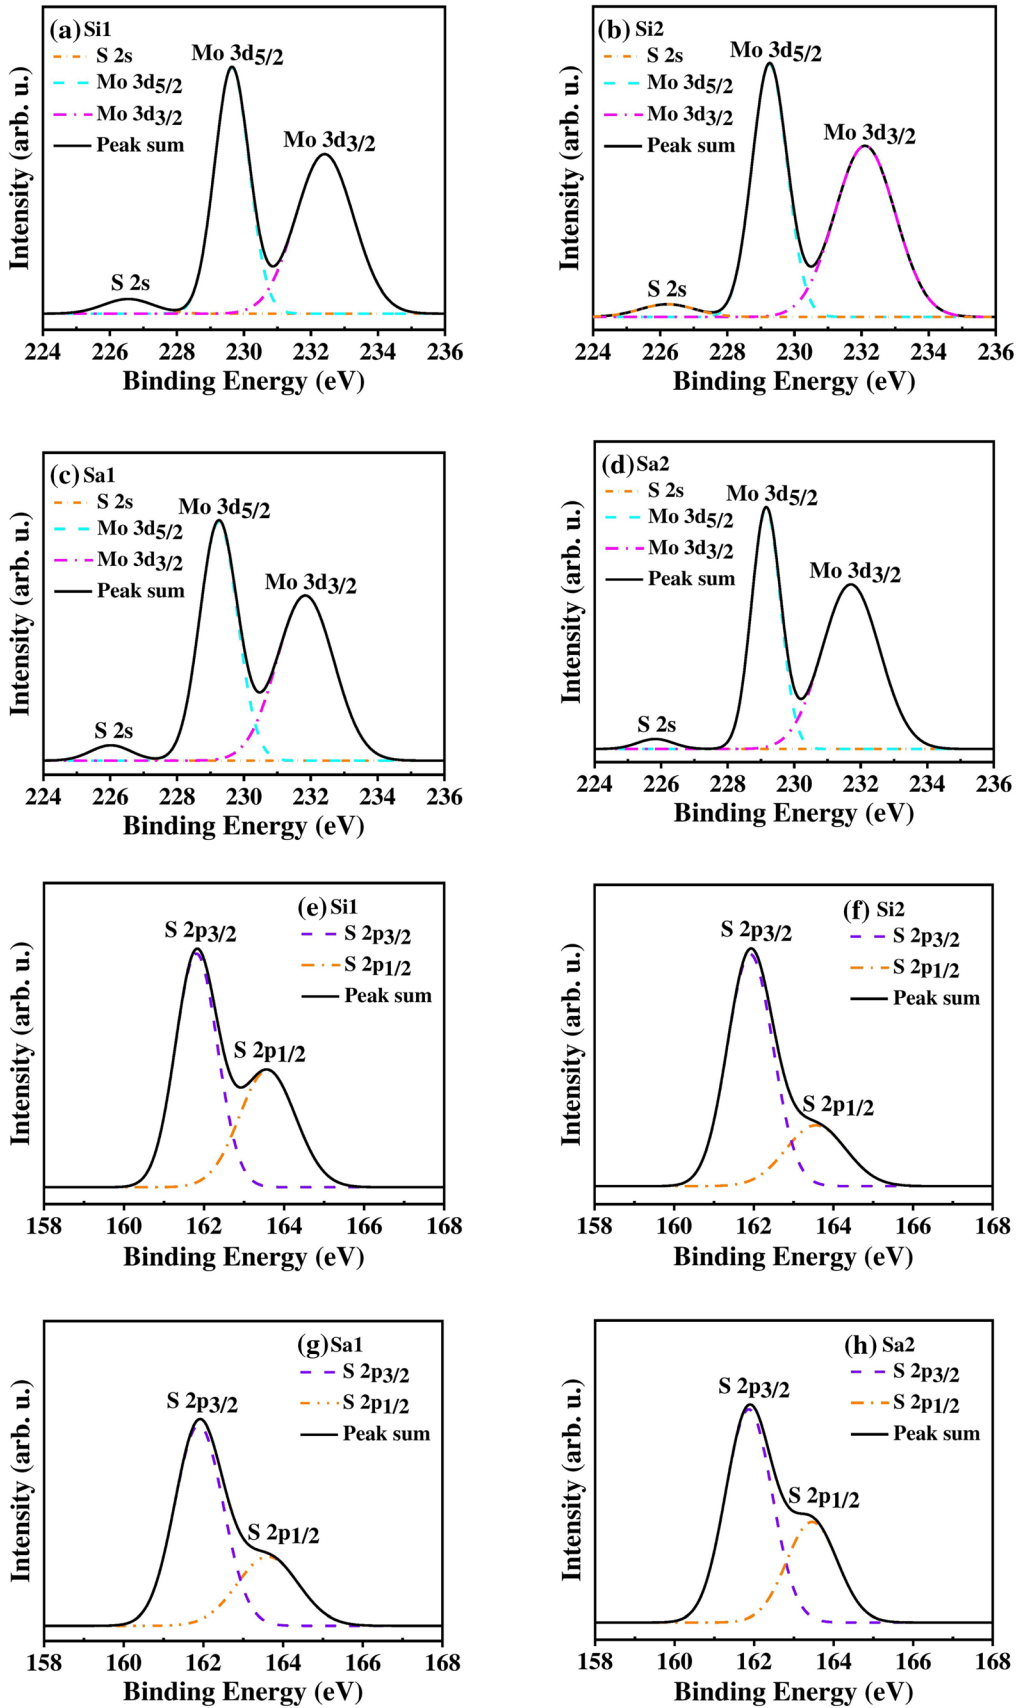 (a) Si1
S 2s
Mo 3d5/2
Mo 3d3/2
Peak sum
Mo 3d5/2
Mo 3d3/2
S 2s
Intensity (arb. u.)
224 226 228 230 232 234 236
Binding Energy (eV)
(b) Si2
S 2s
Mo 3d5/2
Mo 3d3/2
Peak sum
Mo 3d5/2
Mo 3d3/2
S 2s
Intensity (arb. u.)
224 226 228 230 232 234 236
Binding Energy (eV)
(c) Sa1
S 2s
Mo 3d5/2
Mo 3d3/2
Peak sum
Mo 3d5/2
Mo 3d3/2
S 2s
Intensity (arb. u.)
224 226 228 230 232 234 236
Binding Energy (eV)
(d) Sa2
S 2s
Mo 3d5/2
Mo 3d3/2
Peak sum
Mo 3d5/2
Mo 3d3/2
S 2s
Intensity (arb. u.)
224 226 228 230 232 234 236
Binding Energy (eV)
(e) Si1
S 2p3/2
S 2p1/2
Peak sum
S 2p3/2
S 2p1/2
Intensity (arb. u.)
158 160 162 164 166 168
Binding Energy (eV)
(f) Si2
S 2p3/2
S 2p1/2
Peak sum
S 2p3/2
S 2p1/2
Intensity (arb. u.)
158 160 162 164 166 168
Binding Energy (eV)
(g) Sa1
S 2p3/2
S 2p1/2
Peak sum
S 2p3/2
S 2p1/2
Intensity (arb. u.)
158 160 162 164 166 168
Binding Energy (eV)
(h) Sa2
S 2p3/2
S 2p1/2
Peak sum
S 2p3/2
S 2p1/2
Intensity (arb. u.)
158 160 162 164 166 168
Binding Energy (eV)